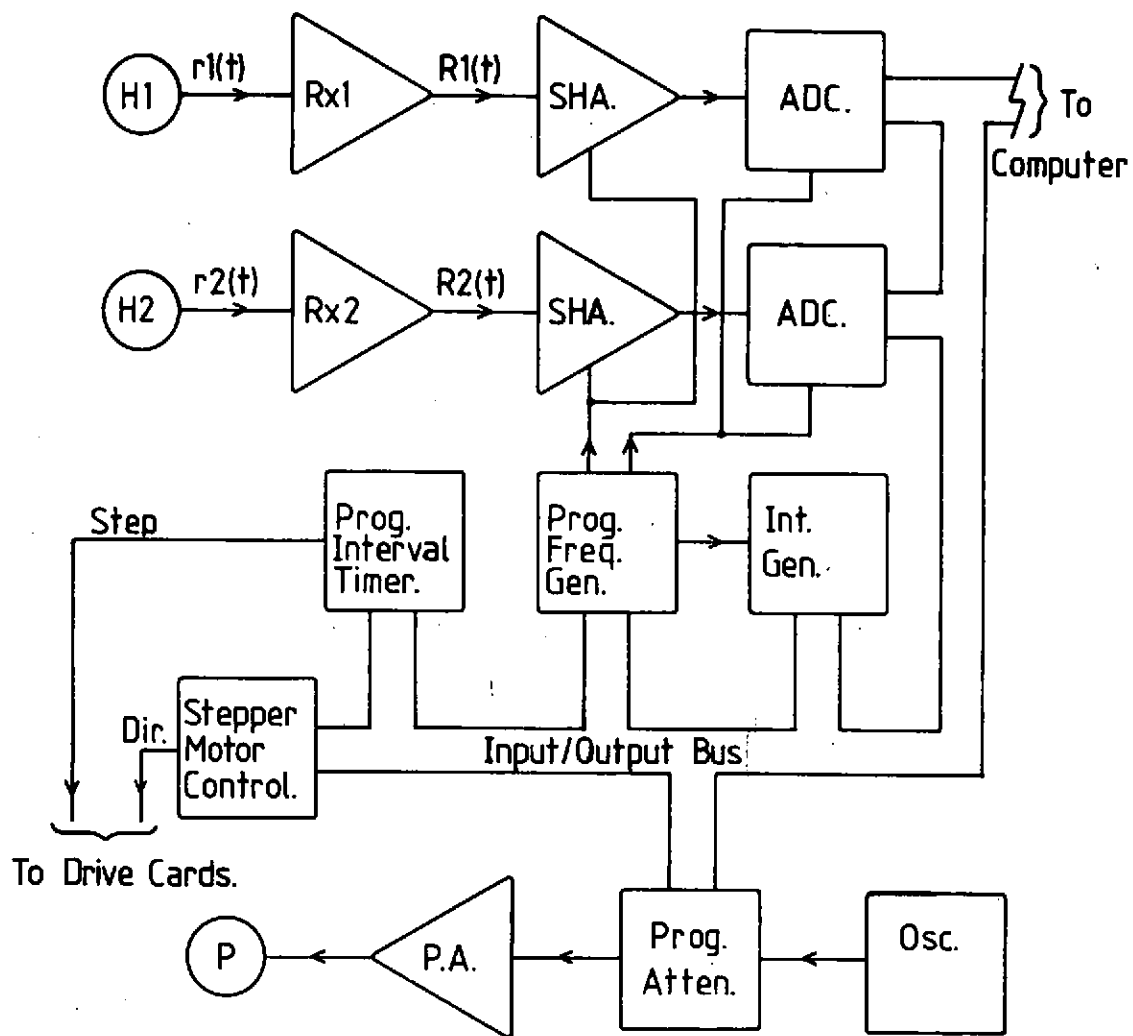 H1
r1(t)
Rx1
R1(t)
SHA.
ADC.
To
Computer
H2
r2(t)
Rx2
R2(t)
SHA.
ADC.
Step
Prog.
Interval
Timer.
Prog.
Freq.
Gen.
Int.
Gen.
Dir.
Stepper
Motor
Control.
Input/Output Bus
To Drive Cards.
P
P.A.
Prog.
Atten.
Osc.